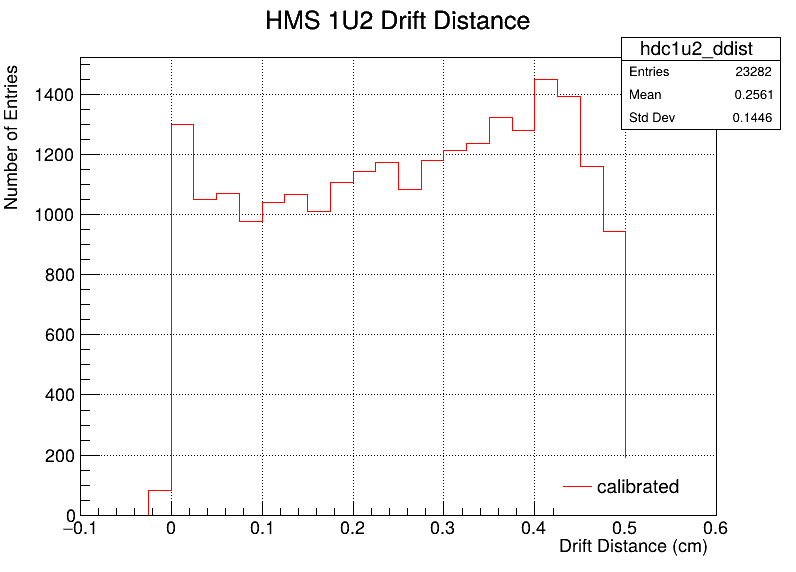 HMS 1U2 Drift Distance
hdc1u2_ddist
Entries 23282
Mean 0.2561
Std Dev 0.1446
Number of Entries
1400
1200
1000
800
600
400
200
0
calibrated
−0.1 0 0.1 0.2 0.3 0.4 0.5 0.6
Drift Distance (cm)